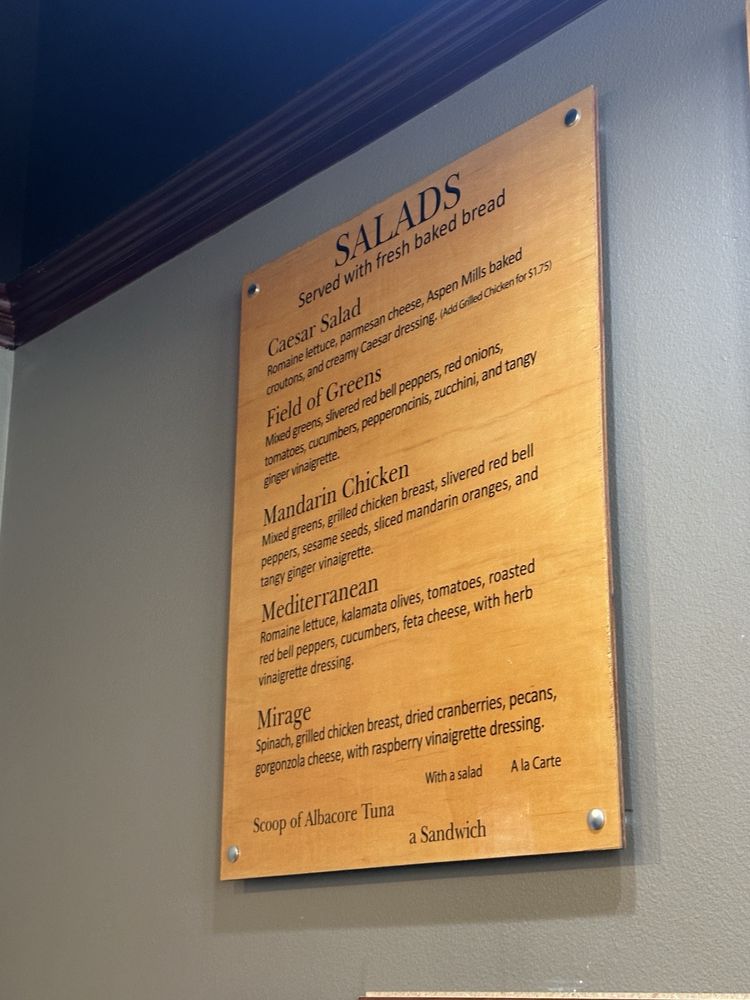 SALADS
Served with fresh baked bread
Caesar Salad
Romaine lettuce, parmesan cheese, Aspen Mills baked
croutons, and creamy Caesar dressing. (Add Grilled Chicken for $1.75)
Field of Greens
Mixed greens, slivered red bell peppers, red onions,
tomatoes, cucumbers, pepperoncinis, zucchini, and tangy
ginger vinaigrette.
Mandarin Chicken
Mixed greens, grilled chicken breast, slivered red bell
peppers, sesame seeds, sliced mandarin oranges, and
tangy ginger vinaigrette.
Mediterranean
Romaine lettuce, kalamata olives, tomatoes, roasted
red bell peppers, cucumbers, feta cheese, with herb
vinaigrette dressing.
Mirage
Spinach, grilled chicken breast, dried cranberries, pecans,
gorgonzola cheese, with raspberry vinaigrette dressing.
With a salad A la Carte
Scoop of Albacore Tuna
a Sandwich